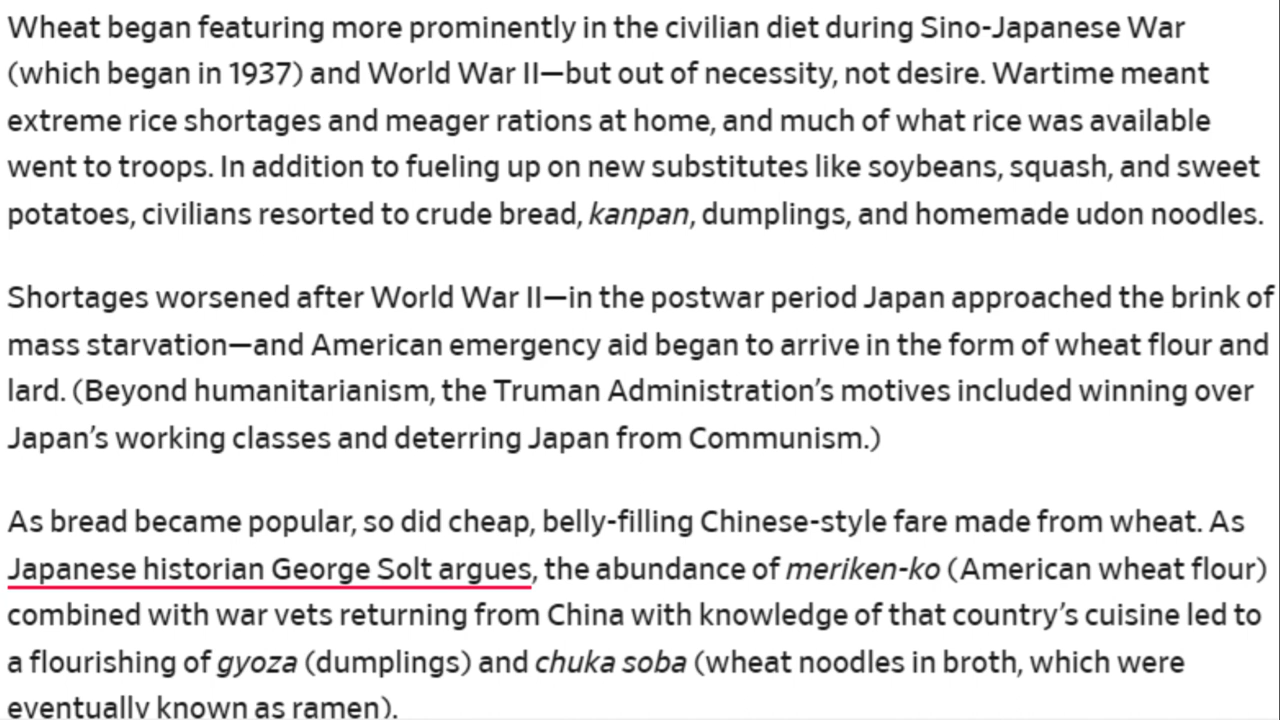 Wheat began featuring more prominently in the civilian diet during Sino-Japanese War
(which began in 1937) and World War II—but out of necessity, not desire. Wartime meant
extreme rice shortages and meager rations at home, and much of what rice was available
went to troops. In addition to fueling up on new substitutes like soybeans, squash, and sweet
potatoes, civilians resorted to crude bread, kanpan, dumplings, and homemade udon noodles.
Shortages worsened after World War II—in the postwar period Japan approached the brink of
mass starvation—and American emergency aid began to arrive in the form of wheat flour and
lard. (Beyond humanitarianism, the Truman Administration's motives included winning over
Japan's working classes and deterring Japan from Communism.)
As bread became popular, so did cheap, belly-filling Chinese-style fare made from wheat. As
Japanese historian George Solt argues, the abundance of meriken-ko (American wheat flour)
combined with war vets returning from China with knowledge of that country's cuisine led to
a flourishing of gyoza (dumplings) and chuka soba (wheat noodles in broth, which were
eventually known as ramen).